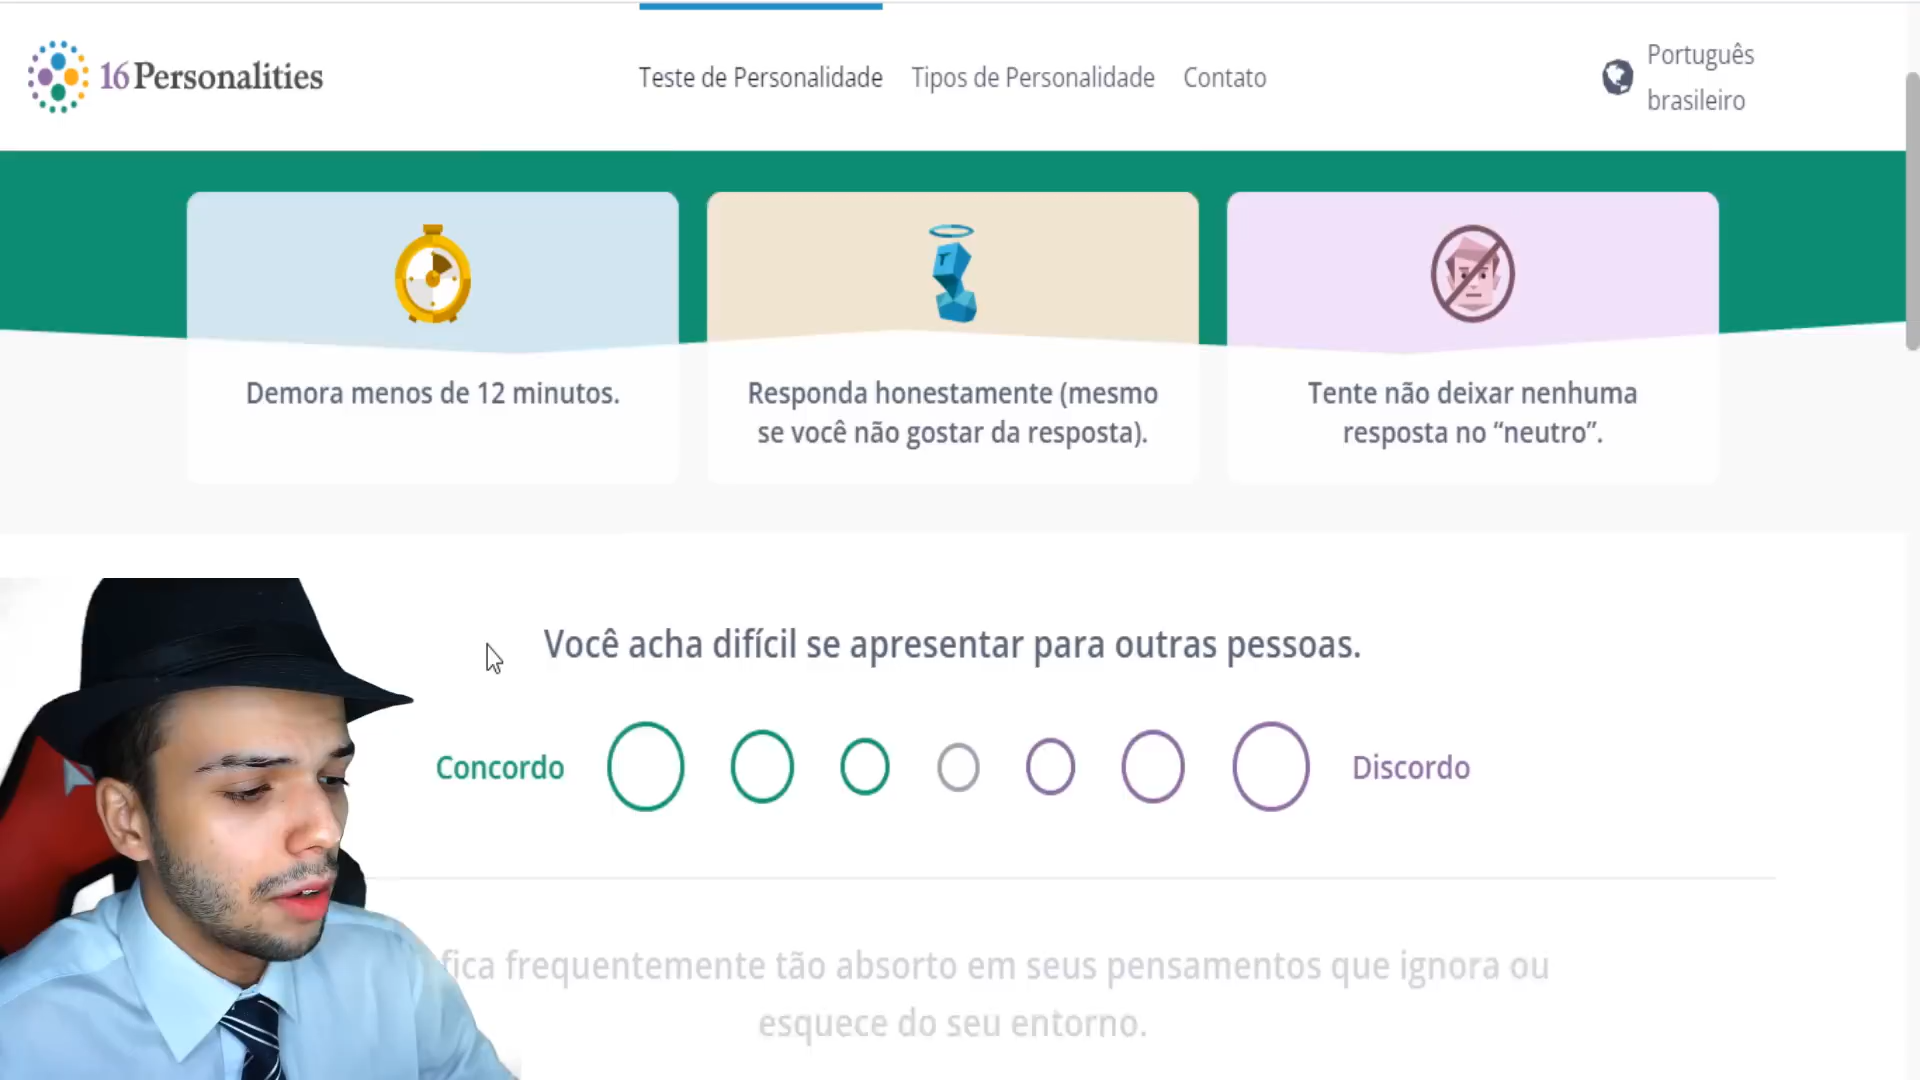 16Personalities
Teste de Personalidade
Tipos de Personalidade
Contato
Português
brasileiro
Demora menos de 12 minutos.
Responda honestamente (mesmo
se você não gostar da resposta).
Tente não deixar nenhuma
resposta no “neutro”.
Você acha difícil se apresentar para outras pessoas.
Concordo
Discordo
fica frequentemente tão absorto em seus pensamentos que ignora ou
esquece do seu entorno.